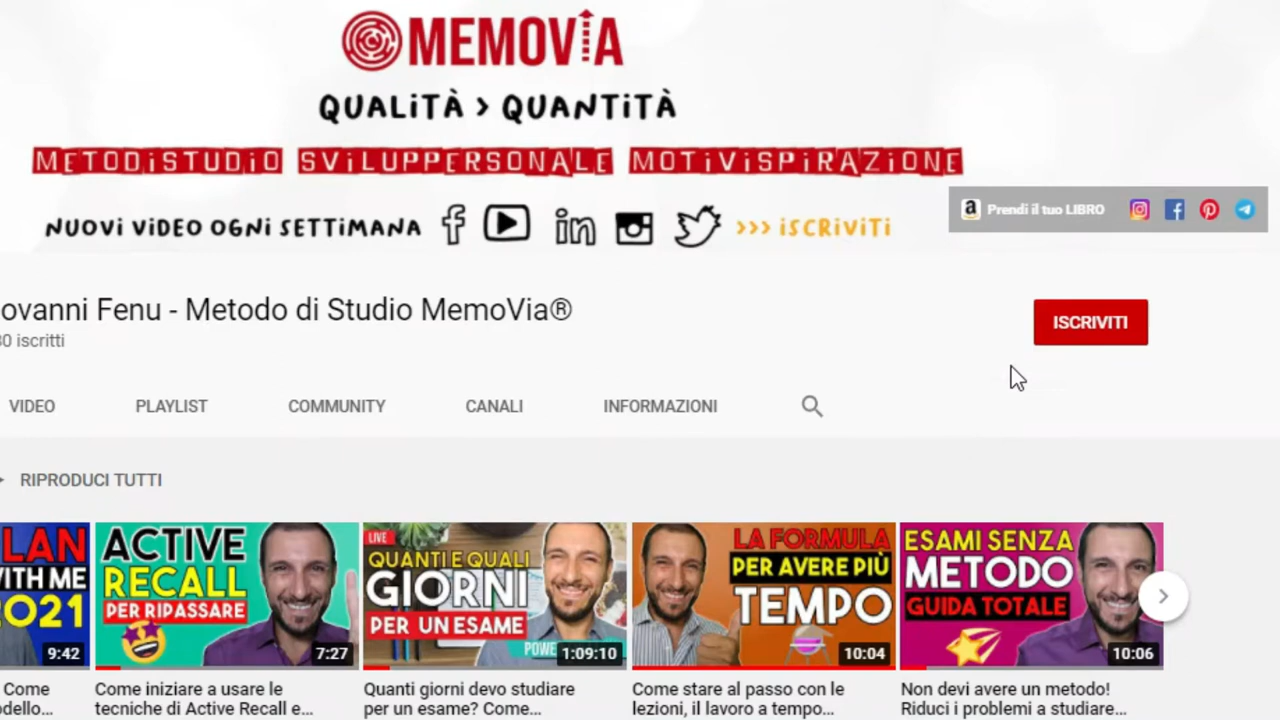 MEMOVIA
QUALiTÀ > QUANTiTÀ
METODiSTUDiO SViLUPPERSONALE MOTiViSPiRAZiONE
NUOVi ViDEO OGNi SETTiMANA >>> iSCRiViTi
Prendi il tuo LIBRO
ovanni Fenu - Metodo di Studio MemoVia®
30 iscritti
ISCRIVITI
VIDEO PLAYLIST COMMUNITY CANALI INFORMAZIONI
RIPRODUCI TUTTI
LAN
WITH ME
2021
9:42
ACTIVE
RECALL
PER RIPASSARE
7:27
LIVE
QUANTI E QUALI
GIORNI
PER UN ESAME
POWE
1:09:10
LA FORMULA
PER AVERE PIÙ
TEMPO
10:04
ESAMI SENZA
METODO
GUIDA TOTALE
10:06
Come
dello...
Come iniziare a usare le
tecniche di Active Recall e...
Quanti giorni devo studiare
per un esame? Come...
Come stare al passo con le
lezioni, il lavoro a tempo...
Non devi avere un metodo!
Riduci i problemi a studiare...